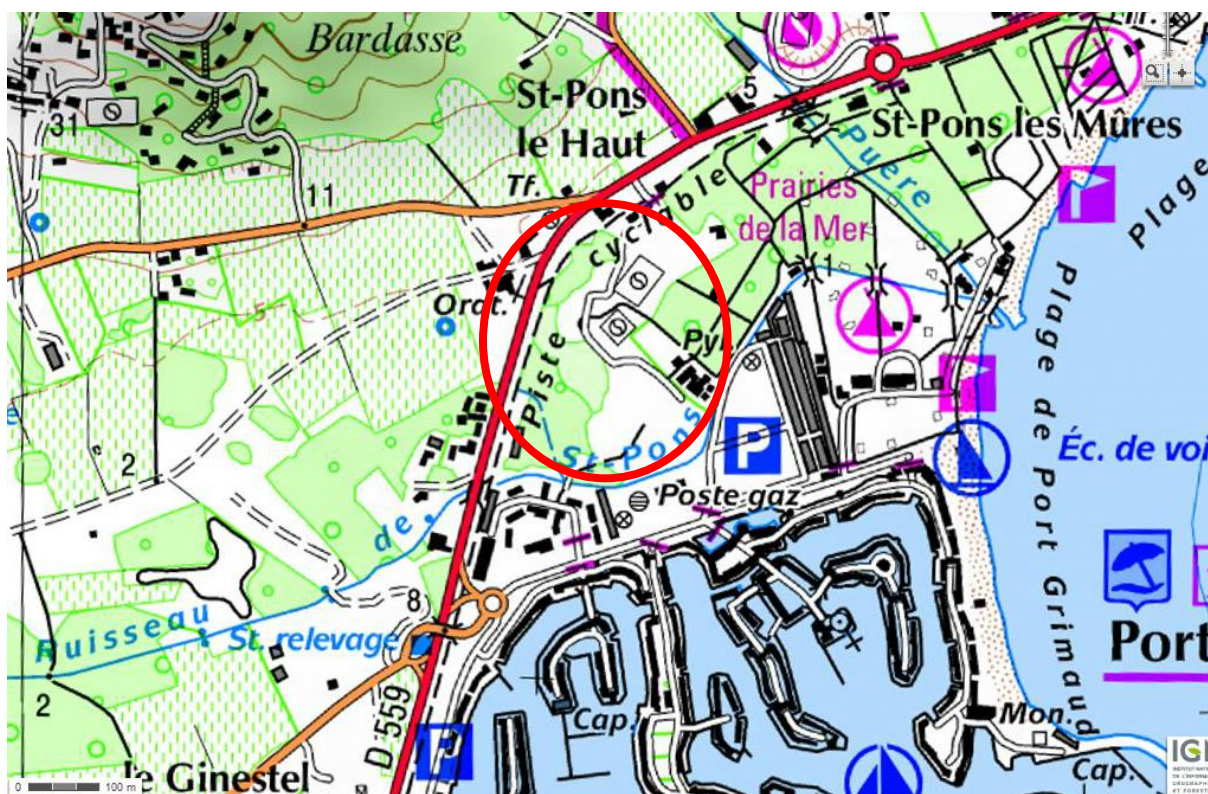 Bardasse
31
St-Pons
le Haut
5
St-Pons les Mûres
Puere
Plage
Tf.
11
cyclable
Prairies
de la Mer
1
Orat.
5
Piste
Pyl.
Plage de Port Grimaud
2
St-Pons
P
Éc. de voi
Poste gaz
de
8
Ruisseau
St. relevage
Port
2
D 559
Cap.
Mon.
P
le Ginestel
Cap.
0 100 m
IGN